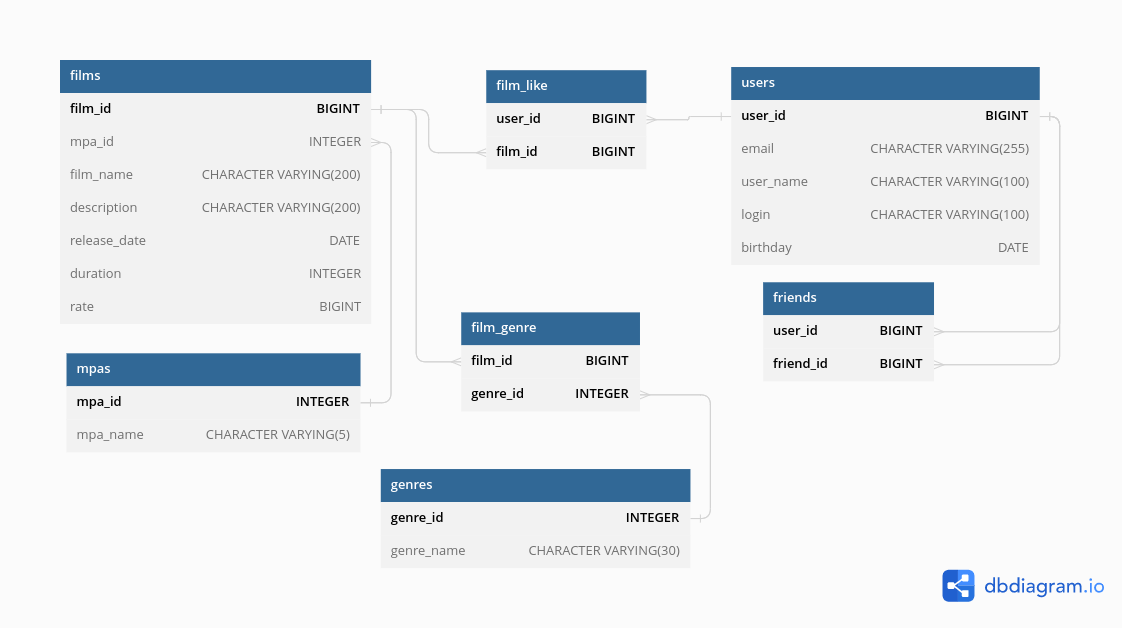 films
film_id BIGINT
mpa_id INTEGER
film_name CHARACTER VARYING(200)
description CHARACTER VARYING(200)
release_date DATE
duration INTEGER
rate BIGINT
mpas
mpa_id INTEGER
mpa_name CHARACTER VARYING(5)
film_like
user_id BIGINT
film_id BIGINT
film_genre
film_id BIGINT
genre_id INTEGER
genres
genre_id INTEGER
genre_name CHARACTER VARYING(30)
users
user_id BIGINT
email CHARACTER VARYING(255)
user_name CHARACTER VARYING(100)
login CHARACTER VARYING(100)
birthday DATE
friends
user_id BIGINT
friend_id BIGINT
dbdiagram.io